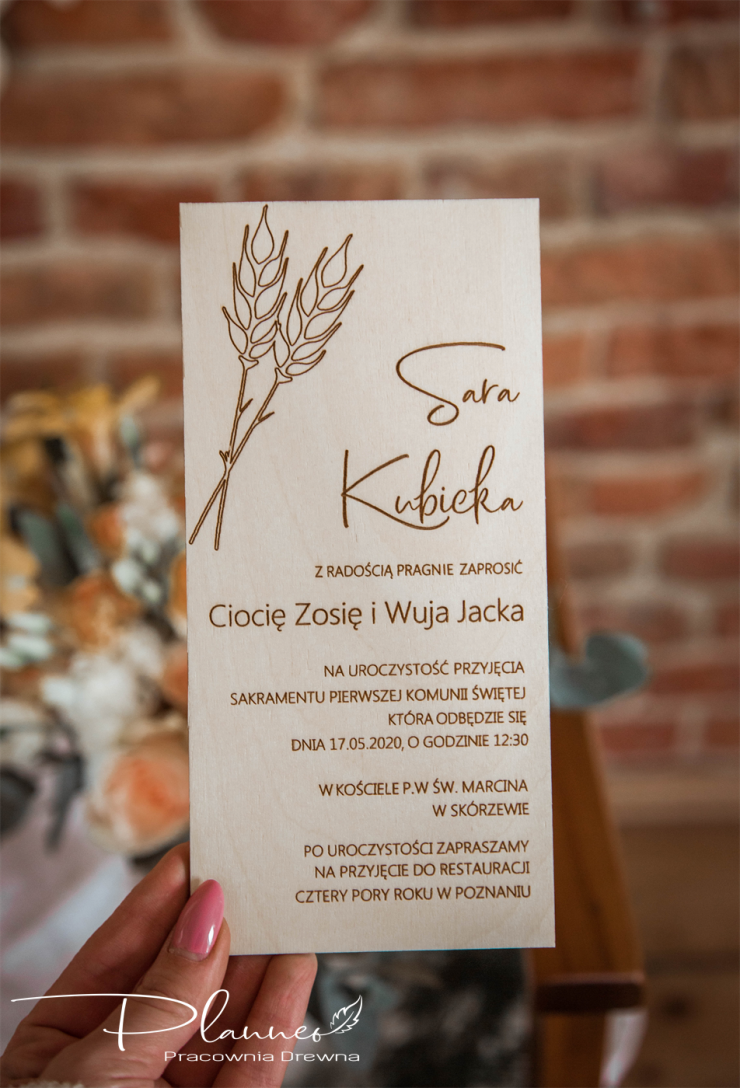 Sara
Kubicka
Z RADOŚCIĄ PRAGNIE ZAPROSIĆ
Ciocię Zosię i Wuja Jacka
NA UROCZYSTOŚĆ PRZYJĘCIA
SAKRAMENTU PIERWSZEJ KOMUNII ŚWIĘTEJ
KTÓRA ODBĘDZIE SIĘ
DNIA 17.05.2020, O GODZINIE 12:30
W KOŚCIELE P.W ŚW. MARCINA
W SKÓRZEWIE
PO UROCZYSTOŚCI ZAPRASZAMY
NA PRZYJĘCIE DO RESTAURACJI
CZTERY PORY ROKU W POZNANIU
Planneo
Pracownia Drewna